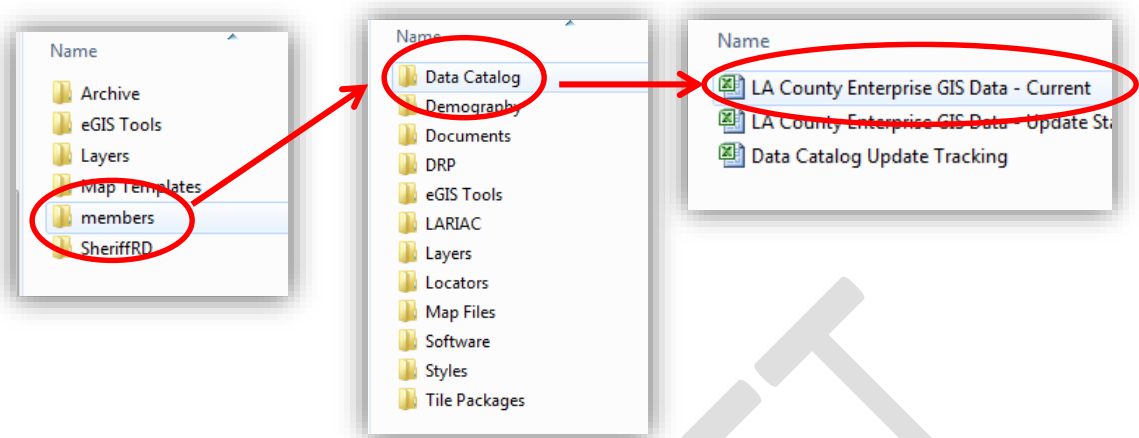 Name
Archive
eGIS Tools
Layers
Map Templates
members
SheriffRD
Name
Data Catalog
Demography
Documents
DRP
eGIS Tools
LARIAC
Layers
Locators
Map Files
Software
Styles
Tile Packages
Name
LA County Enterprise GIS Data - Current
LA County Enterprise GIS Data - Update Sta
Data Catalog Update Tracking